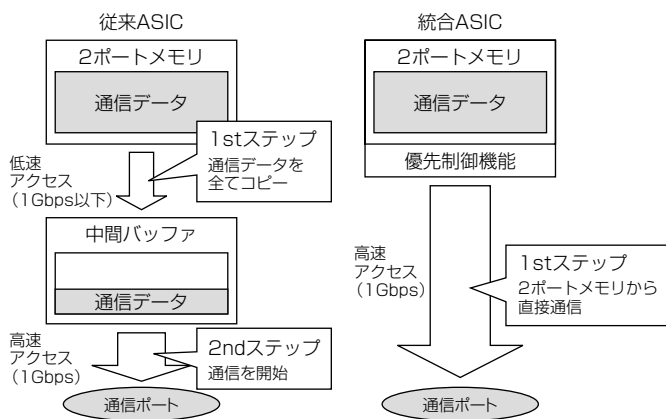 従来ASIC
2ポートメモリ
通信データ
1stステップ
通信データを
全てコピー
低速
アクセス
（1Gbps以下）
中間バッファ
通信データ
高速
アクセス
（1Gbps）
2ndステップ
通信を開始
通信ポート
統合ASIC
2ポートメモリ
通信データ
優先制御機能
高速
アクセス
（1Gbps）
1stステップ
2ポートメモリから
直接通信
通信ポート